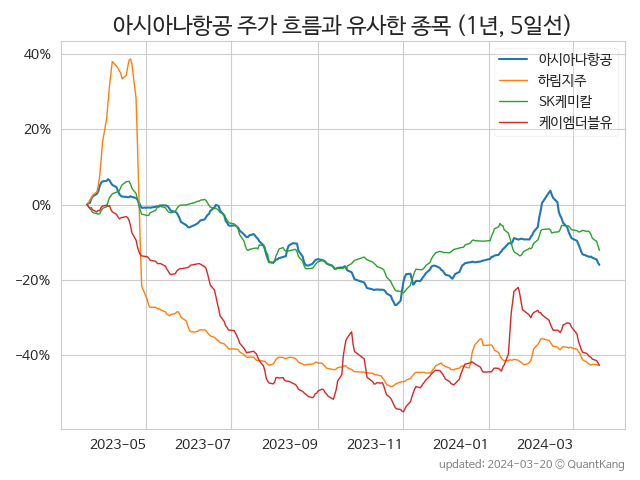 아시아나항공 주가 흐름과 유사한 종목 (1년, 5일선)
아시아나항공
하림지주
SK케미칼
케이엠더블유
40%
20%
0%
−20%
−40%
2023-05 2023-07 2023-09 2023-11 2024-01 2024-03
updated: 2024-03-20 © QuantKang